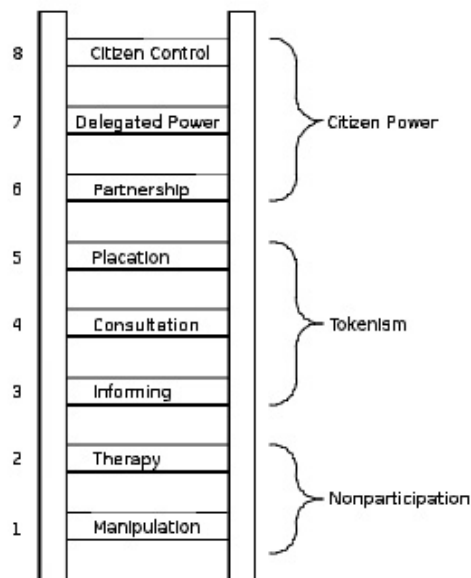 8 Citizen Control
7 Delegated Power Citizen Power
6 Partnership
5 Placation
4 Consultation Tokenism
3 Informing
2 Therapy
Nonparticipation
1 Manipulation